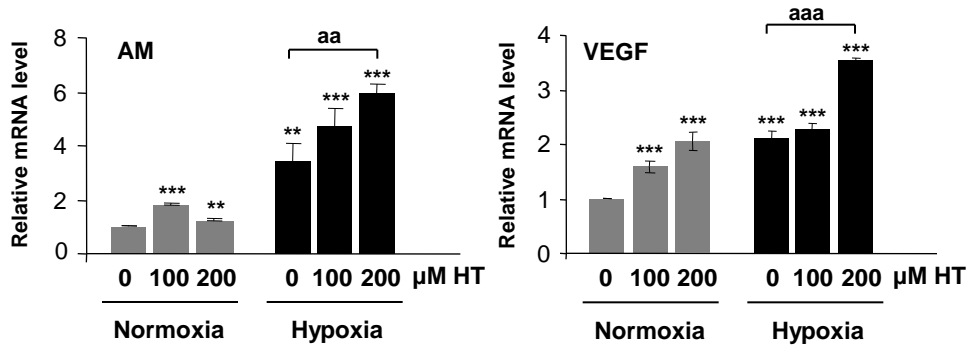 AM
aa
Relative mRNA level
8
6
4
2
0
***
**
**
***
***
0 100 200 0 100 200 µM HT
Normoxia Hypoxia
VEGF
aaa
Relative mRNA level
4
3
2
1
0
***
***
***
***
***
0 100 200 0 100 200 µM HT
Normoxia Hypoxia